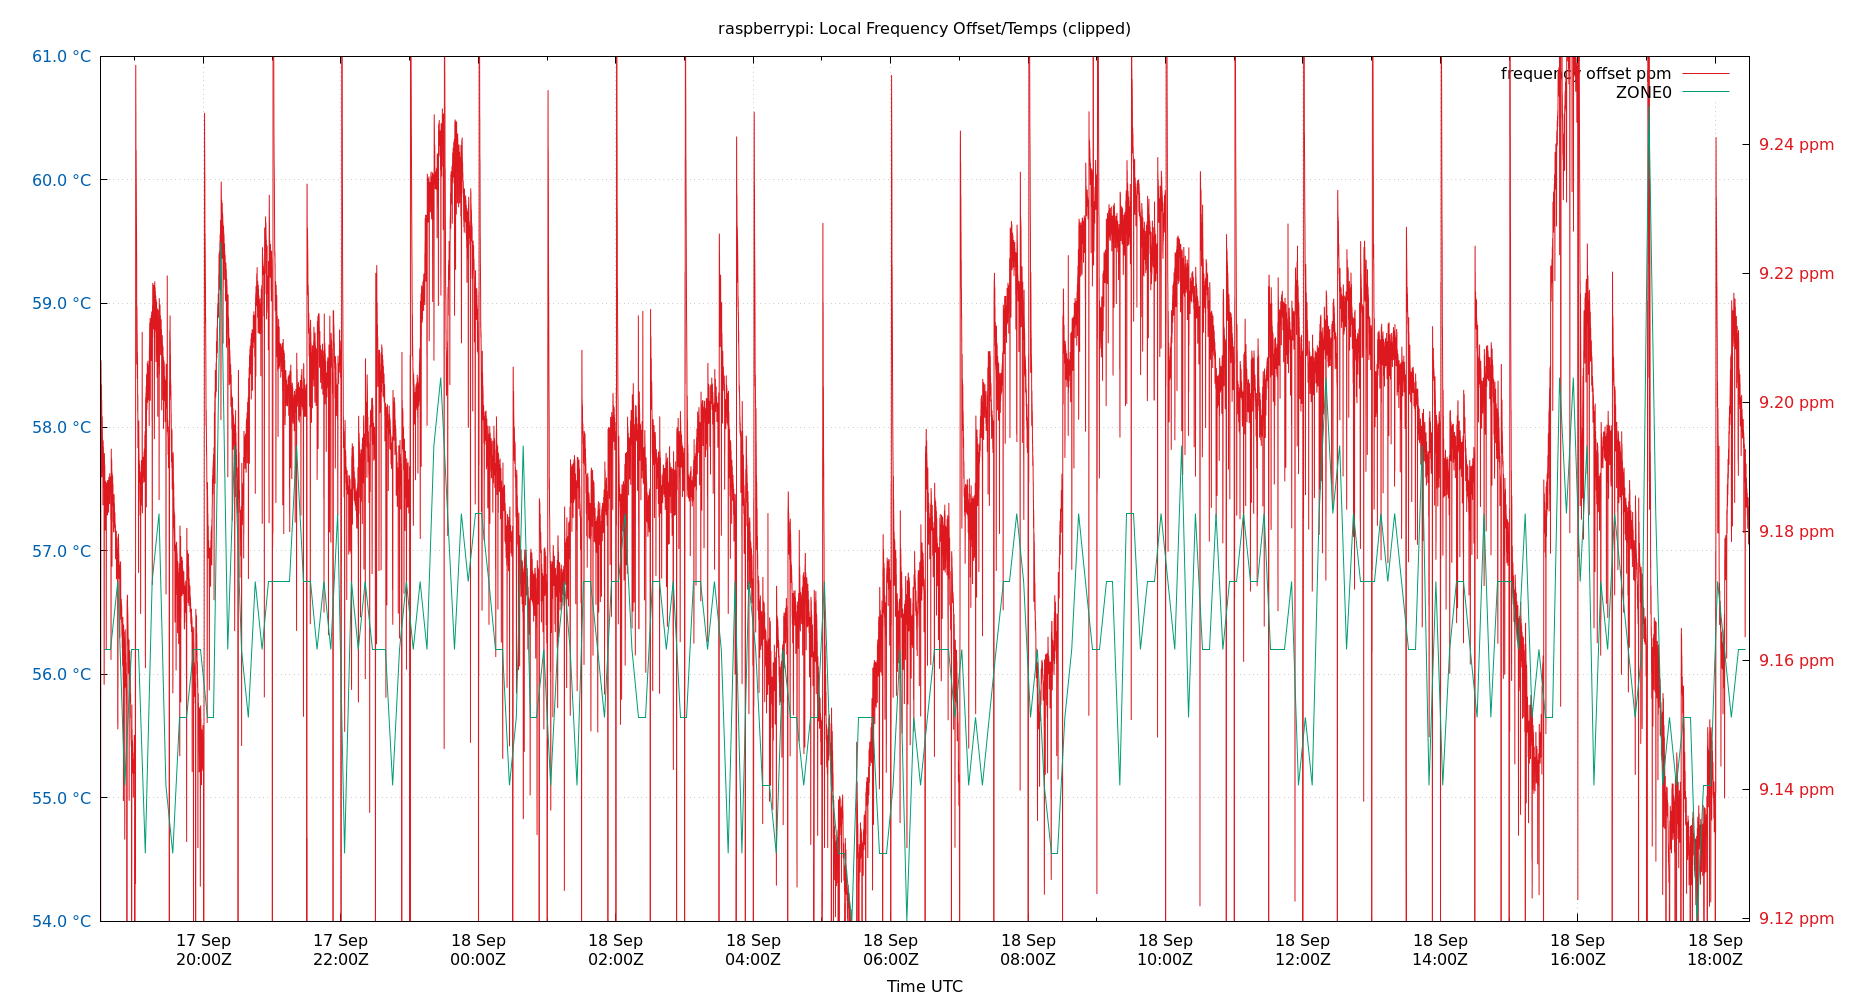 raspberrypi: Local Frequency Offset/Temps (clipped)
61.0 °C
60.0 °C
59.0 °C
58.0 °C
57.0 °C
56.0 °C
55.0 °C
54.0 °C
frequency offset ppm
ZONE0
9.24 ppm
9.22 ppm
9.20 ppm
9.18 ppm
9.16 ppm
9.14 ppm
9.12 ppm
17 Sep
20:00Z
17 Sep
22:00Z
18 Sep
00:00Z
18 Sep
02:00Z
18 Sep
04:00Z
18 Sep
06:00Z
18 Sep
08:00Z
18 Sep
10:00Z
18 Sep
12:00Z
18 Sep
14:00Z
18 Sep
16:00Z
18 Sep
18:00Z
Time UTC